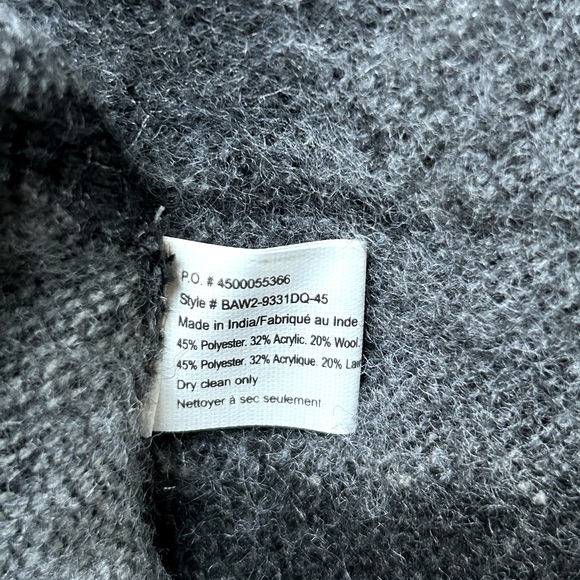 P.O. # 4500055366
Style # BAW2-9331DQ-45
Made in India/Fabriqué au Inde
45% Polyester. 32% Acrylic. 20% Wool.
45% Polyester. 32% Acrylique. 20%
Dry clean only
Nettoyer à sec seulement